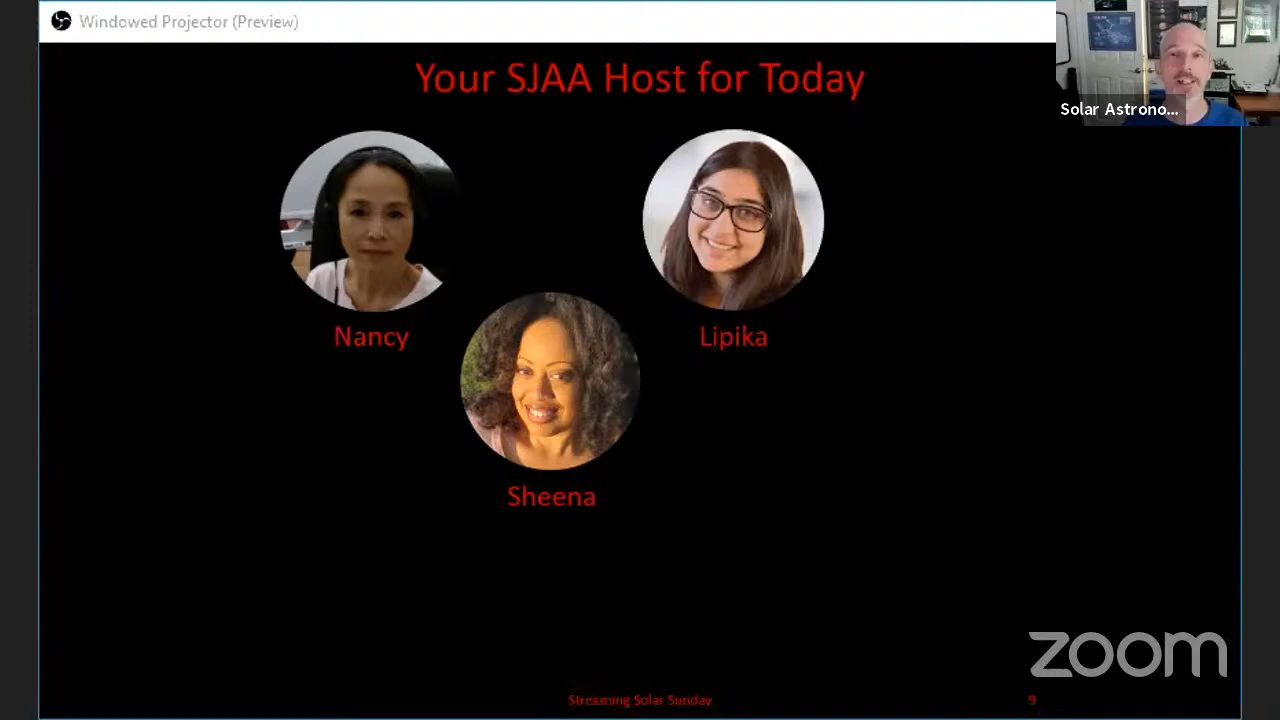 Windowed Projector (Preview)
Your SJAA Host for Today
Solar Astrono...
Nancy
Lipika
Sheena
zoom
Streaming Solar Sunday
9